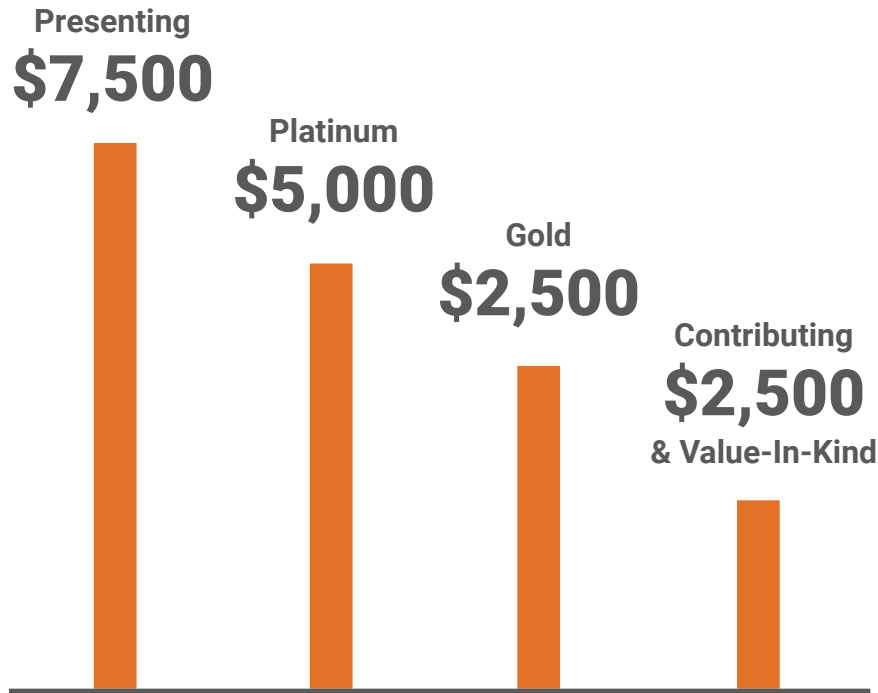 Presenting
$7,500
Platinum
$5,000
Gold
$2,500
Contributing
$2,500
& Value-In-Kind